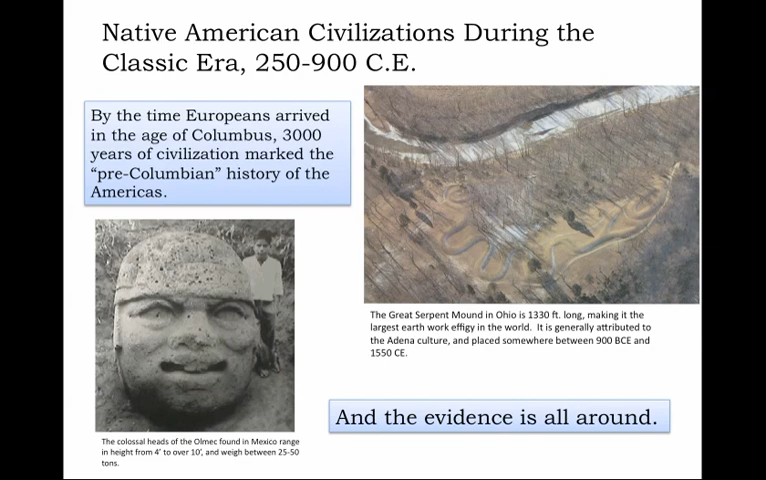 Native American Civilizations During the
Classic Era, 250-900 C.E.
By the time Europeans arrived
in the age of Columbus, 3000
years of civilization marked the
“pre-Columbian” history of the
Americas.
The Great Serpent Mound in Ohio is 1330 ft. long, making it the
largest earth work effigy in the world.  It is generally attributed to
the Adena culture, and placed somewhere between 900 BCE and
1550 CE.
And the evidence is all around.
The colossal heads of the Olmec found in Mexico range
in height from 4’ to over 10’, and weigh between 25-50
tons.